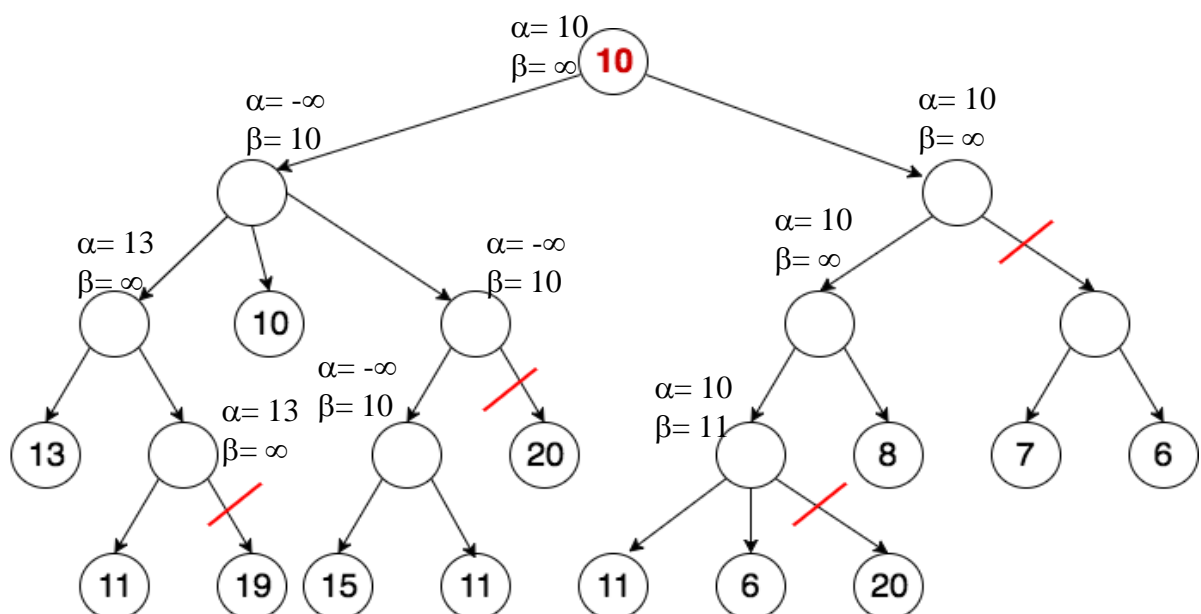 α= 10
β= ∞
10
α= -∞
β= 10
α= 10
β= ∞
α= 13
β= ∞
10
α= -∞
β= 10
α= 10
β= ∞
13
α= 13
β= ∞
α= -∞
β= 10
20
α= 10
β= 11
8
7
6
11
19
15
11
11
6
20